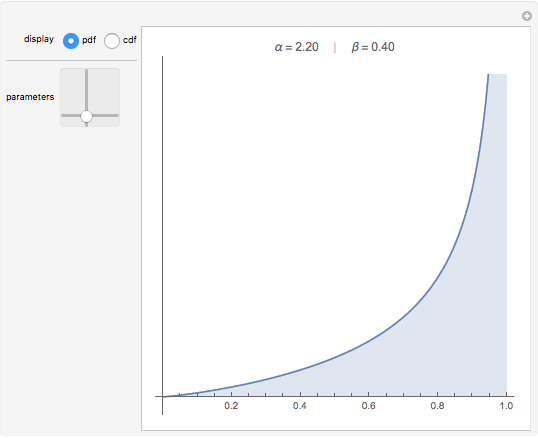 display pdf cdf
parameters
α = 2.20 | β = 0.40
0.2 0.4 0.6 0.8 1.0